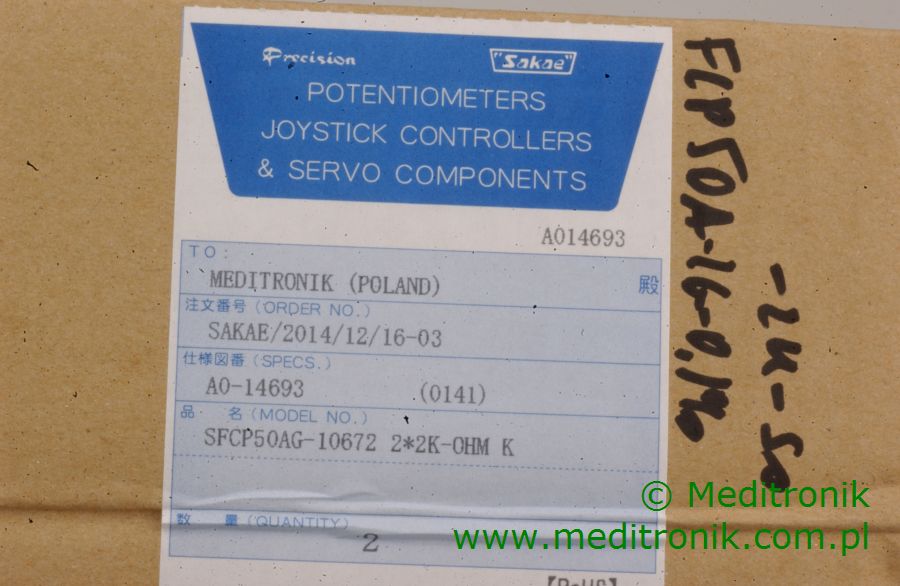 Precision "Sakae"
POTENTIOMETERS
JOYSTICK CONTROLLERS
& SERVO COMPONENTS
A014693
TO:
MEDITRONIK (POLAND) 殿
注文番号 (ORDER NO.)
SAKAE/2014/12/16-03
仕様図番 (SPECS.)
A0-14693 (0141)
品 名 (MODEL NO.)
SFCP50AG-10672 2*2K-OHM K
数 量 (QUANTITY)
2
FCP50A-16-0,1%
© Meditronik
www.meditronik.com.pl